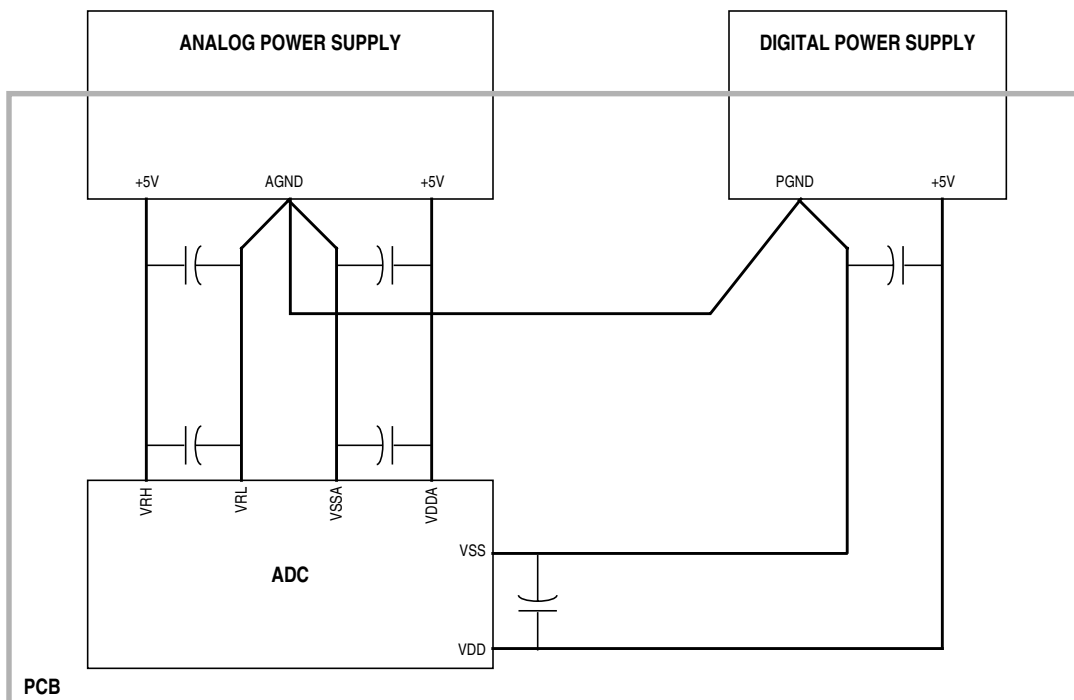 ANALOG POWER SUPPLY
DIGITAL POWER SUPPLY
+5V
AGND
+5V
PGND
+5V
VRH
VRL
VSSA
VDDA
VSS
ADC
VDD
PCB